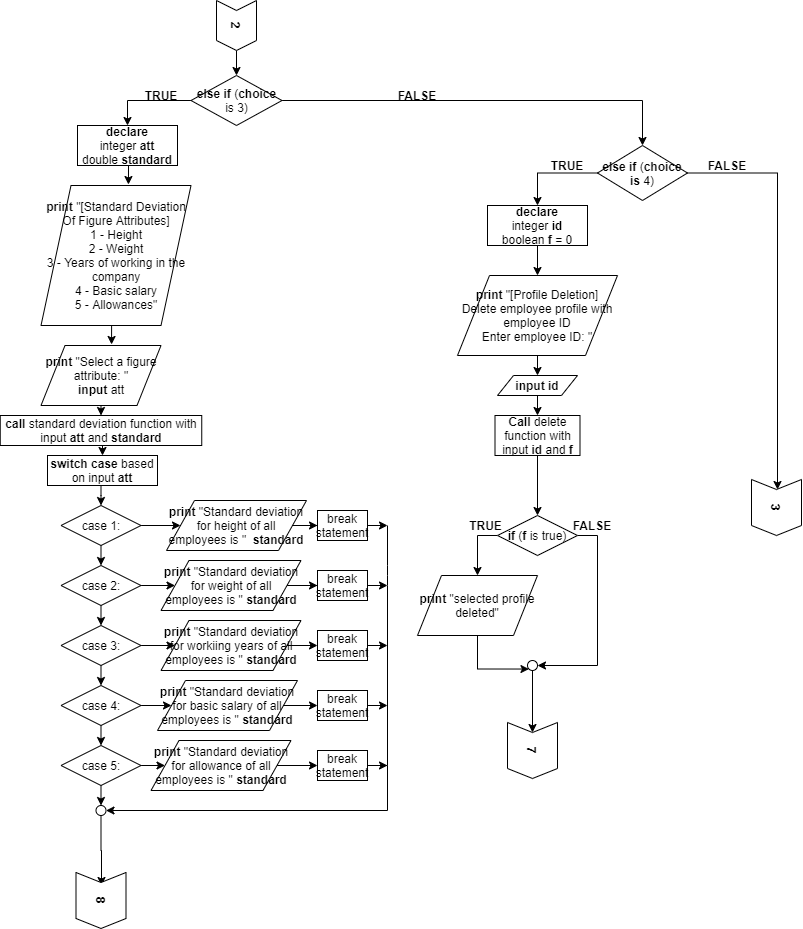 2
else if (choice
is 3)
TRUE
FALSE
declare
integer att
double standard
print "[Standard Deviation
Of Figure Attributes]
1 - Height
2 - Weight
3 - Years of working in the
company
4 - Basic salary
5 - Allowances"
print "Select a figure
attribute: "
input att
call standard deviation function with
input att and standard
switch case based
on input att
case 1:
print "Standard deviation
for height of all
employees is " standard
break
statement
case 2:
print "Standard deviation
for weight of all
employees is " standard
break
statement
case 3:
print "Standard deviation
for workiing years of all
employees is " standard
break
statement
case 4:
print "Standard deviation
for basic salary of all
employees is " standard
break
statement
case 5:
print "Standard deviation
for allowance of all
employees is " standard
break
statement
8
else if (choice
is 4)
TRUE
FALSE
declare
integer id
boolean f = 0
print "[Profile Deletion]
Delete employee profile with
employee ID
Enter employee ID: "
input id
Call delete
function with
input id and f
if (f is true)
TRUE
FALSE
print "selected profile
deleted"
7
3